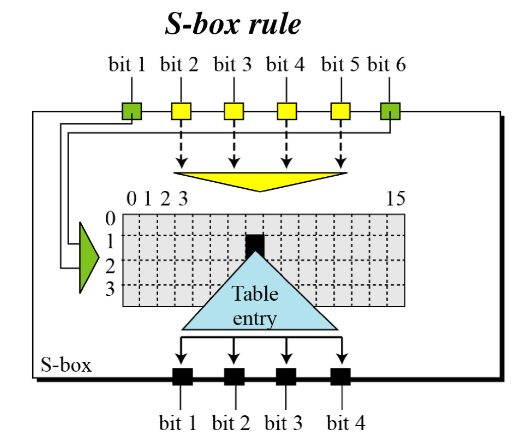 S-box rule
bit 1 bit 2 bit 3 bit 4 bit 5 bit 6
0 1 2 3 15
0
1
2
3
Table
entry
S-box
bit 1 bit 2 bit 3 bit 4